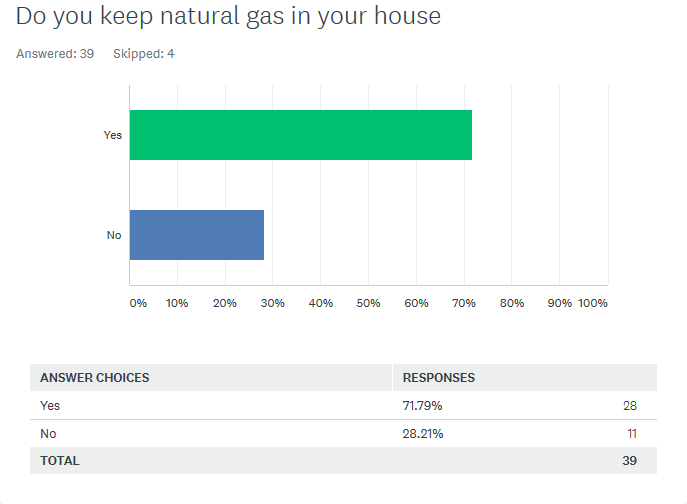 Do you keep natural gas in your house
Answered: 39 Skipped: 4
Yes
No
0% 10% 20% 30% 40% 50% 60% 70% 80% 90% 100%
ANSWER CHOICES RESPONSES
Yes 71.79% 28
No 28.21% 11
TOTAL 39